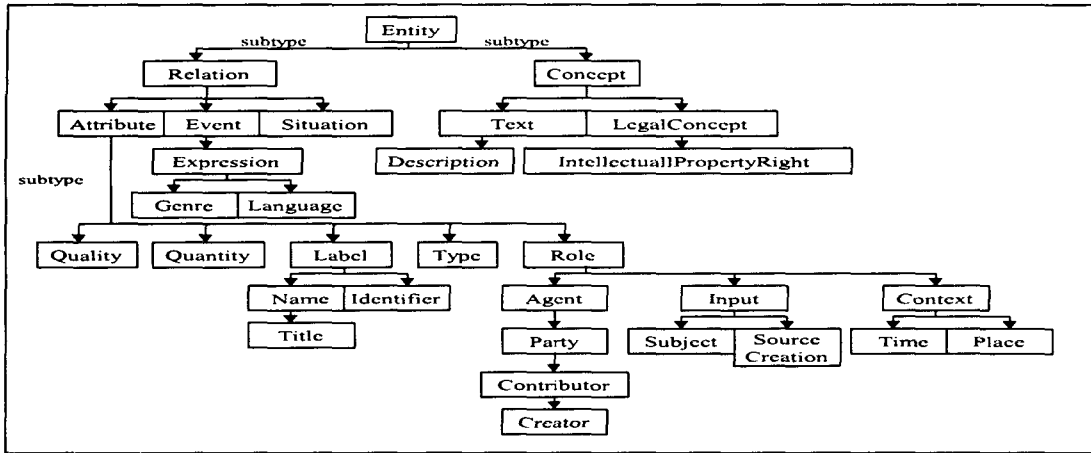 Entity
subtype subtype
Relation Concept
Attribute Event Situation Text LegalConcept
Expression Description IntellectuallPropertyRight
subtype
Genre Language
Quality Quantity Label Type Role
Name Identifier Agent Input Context
Title Party Subject Source Creation Time Place
Contributor
Creator